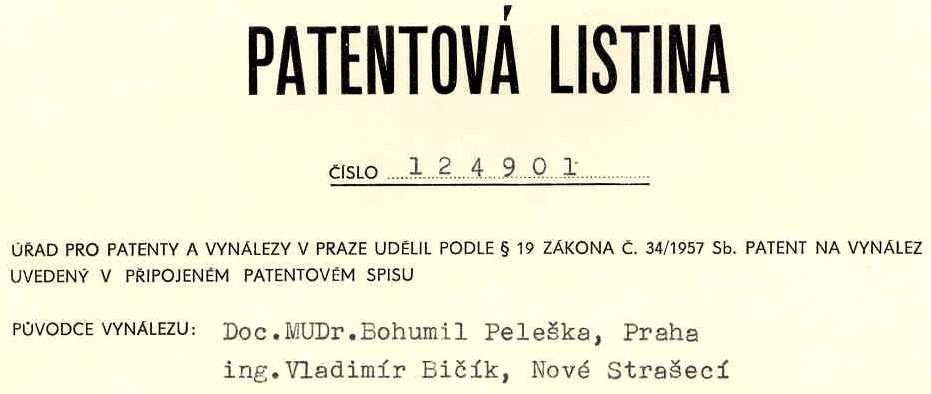 PATENTOVÁ LISTINA
ČÍSLO 124901
ÚŘAD PRO PATENTY A VYNÁLEZY V PRAZE UDĚLIL PODLE § 19 ZÁKONA Č. 34/1957 Sb. PATENT NA VYNÁLEZ
UVEDENÝ V PŘIPOJENÉM PATENTOVÉM SPISU
PŮVODCE VYNÁLEZU: Doc.MUDr.Bohumil Peleška, Praha
ing.Vladimír Bičík, Nové Strašecí